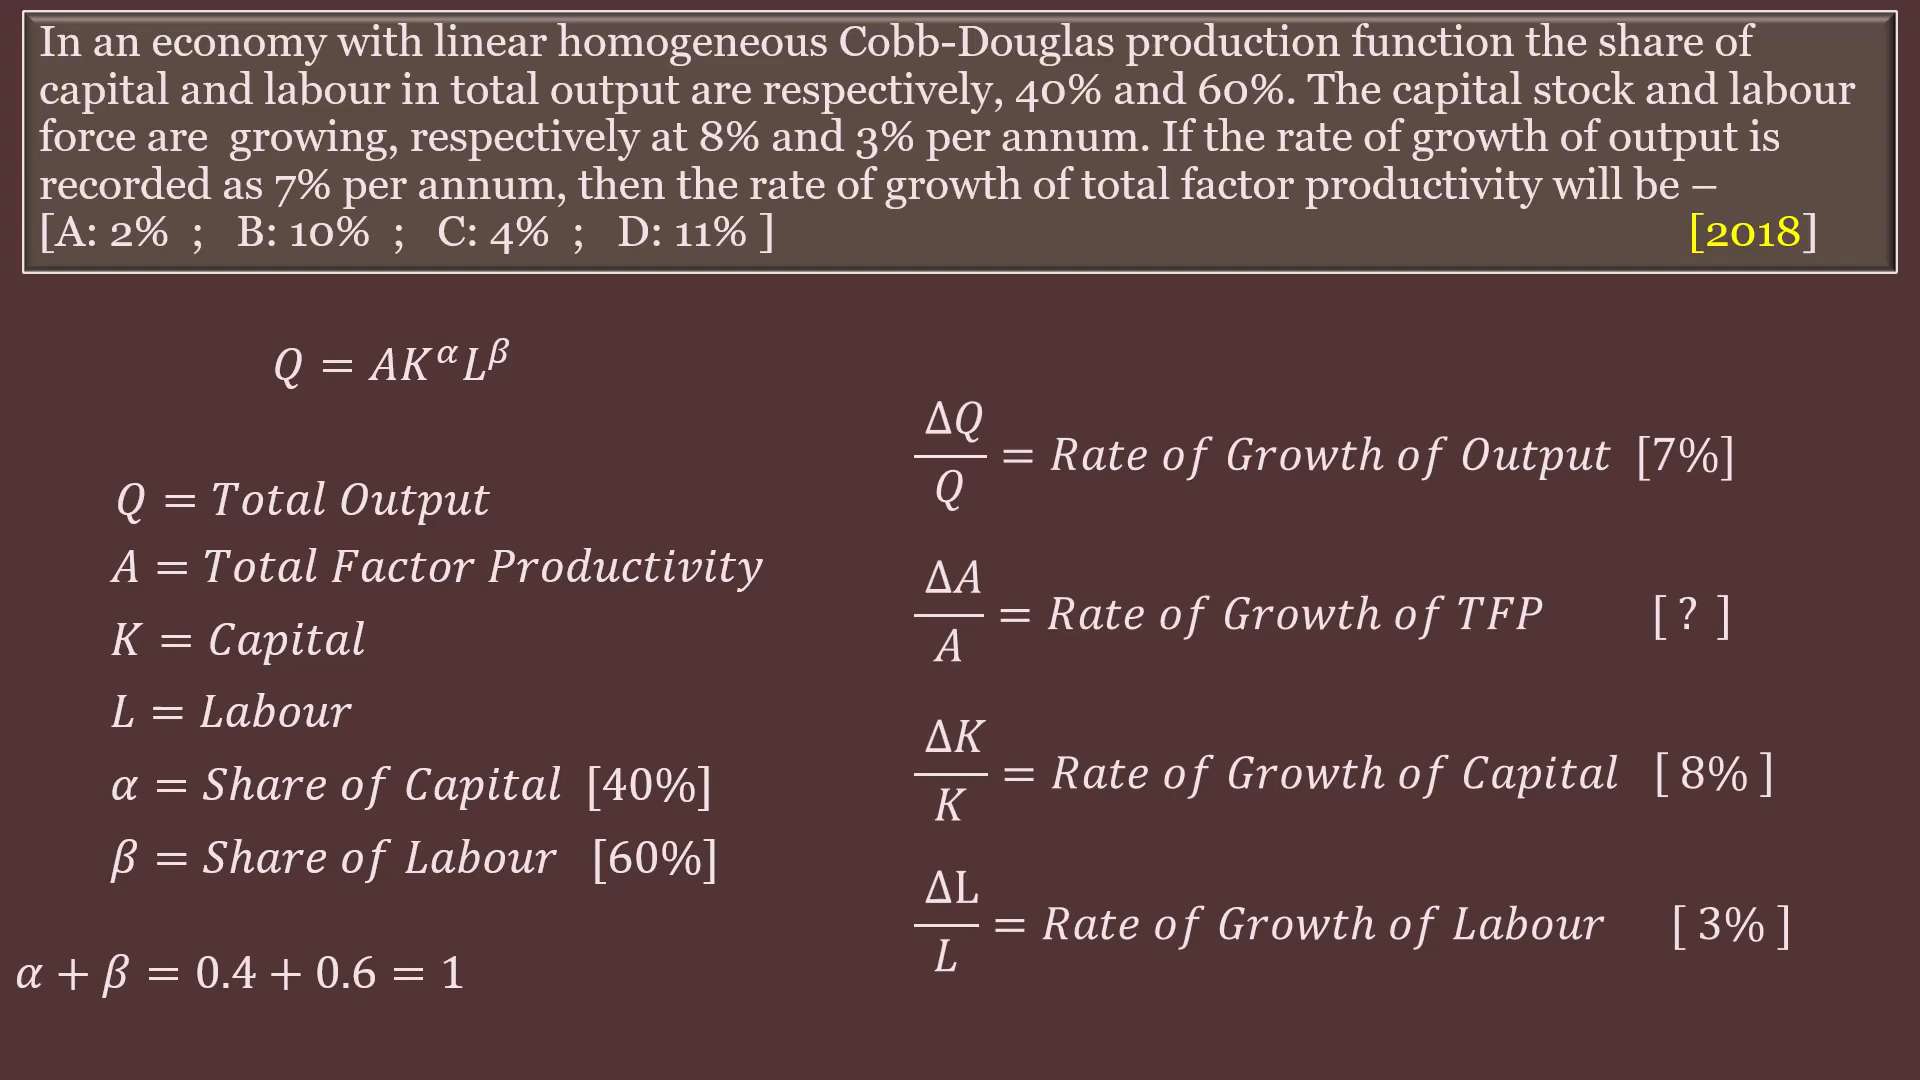 In an economy with linear homogeneous Cobb-Douglas production function the share of
capital and labour in total output are respectively, 40% and 60%. The capital stock and labour
force are  growing, respectively at 8% and 3% per annum. If the rate of growth of output is
recorded as 7% per annum, then the rate of growth of total factor productivity will be –
[A: 2%  ;   B: 10%  ;   C: 4%  ;   D: 11% ] [2018]
Q = AK^α L^β
Q = Total Output
A = Total Factor Productivity
K = Capital
L = Labour
α = Share of Capital [40%]
β = Share of Labour [60%]
α + β = 0.4 + 0.6 = 1
ΔQ/Q = Rate of Growth of Output [7%]
ΔA/A = Rate of Growth of TFP [ ? ]
ΔK/K = Rate of Growth of Capital [ 8% ]
ΔL/L = Rate of Growth of Labour [ 3% ]